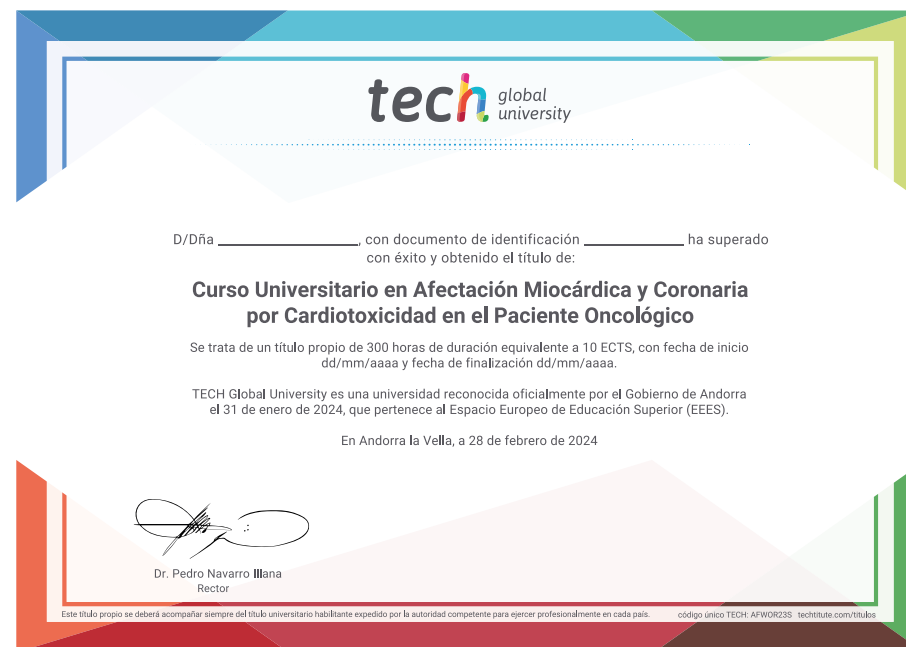 tech global university
D/Dña ____________________, con documento de identificación ______________ ha superado
con éxito y obtenido el título de:
Curso Universitario en Afectación Miocárdica y Coronaria
por Cardiotoxicidad en el Paciente Oncológico
Se trata de un título propio de 300 horas de duración equivalente a 10 ECTS, con fecha de inicio
dd/mm/aaaa y fecha de finalización dd/mm/aaaa.
TECH Global University es una universidad reconocida oficialmente por el Gobierno de Andorra
el 31 de enero de 2024, que pertenece al Espacio Europeo de Educación Superior (EEES).
En Andorra la Vella, a 28 de febrero de 2024
Dr. Pedro Navarro Illana
Rector
Este título propio se deberá acompañar siempre del título universitario habilitante expedido por la autoridad competente para ejercer profesionalmente en cada país. código único TECH: AFWOR23S techtitute.com/titulos